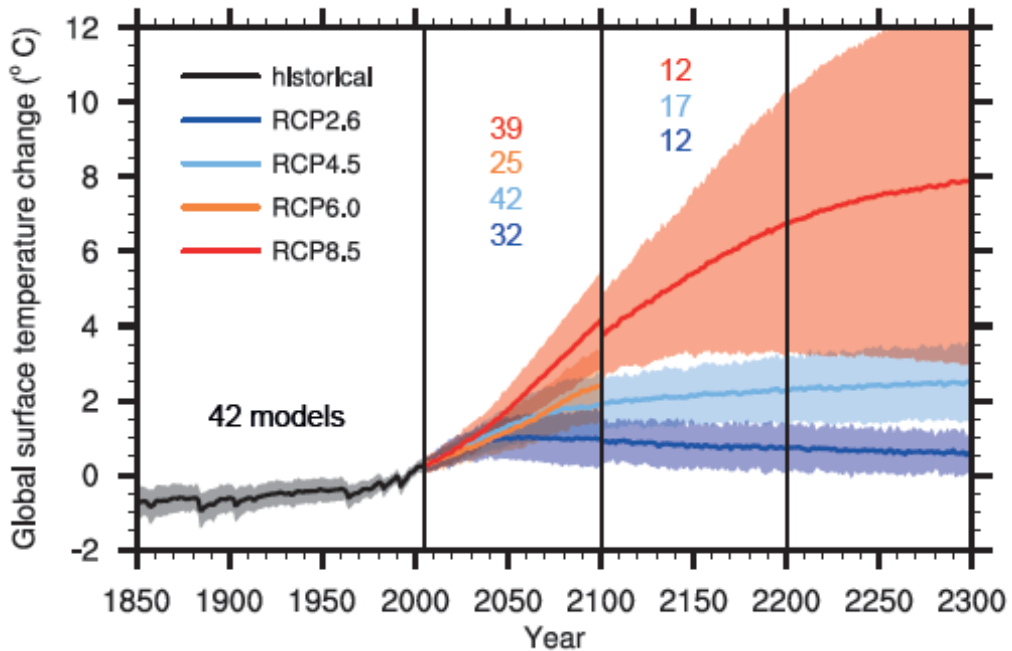 Global surface temperature change (° C)
12
10
8
6
4
2
0
-2
historical
RCP2.6
RCP4.5
RCP6.0
RCP8.5
42 models
39
25
42
32
12
17
12
1850 1900 1950 2000 2050 2100 2150 2200 2250 2300
Year